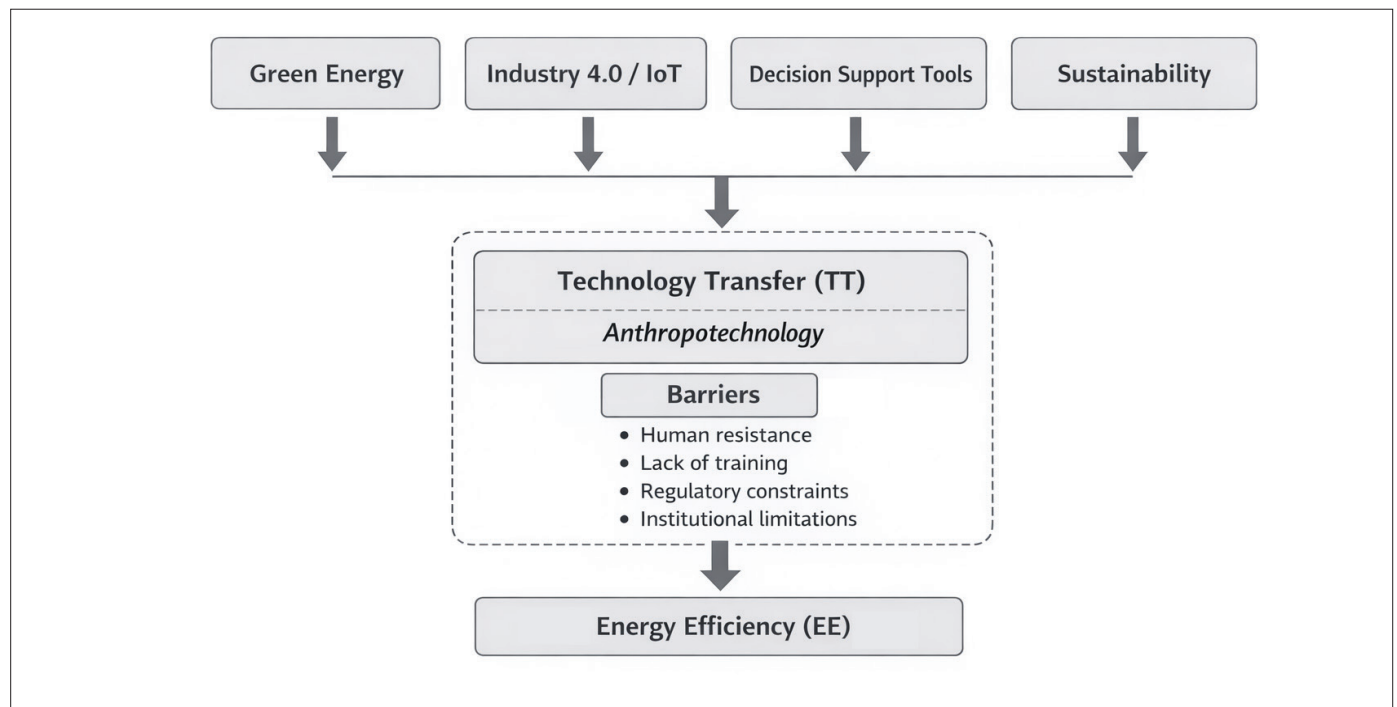 Green Energy
Industry 4.0 / IoT
Decision Support Tools
Sustainability
Technology Transfer (TT)
Anthropotechnology
Barriers
• Human resistance
• Lack of training
• Regulatory constraints
• Institutional limitations
Energy Efficiency (EE)